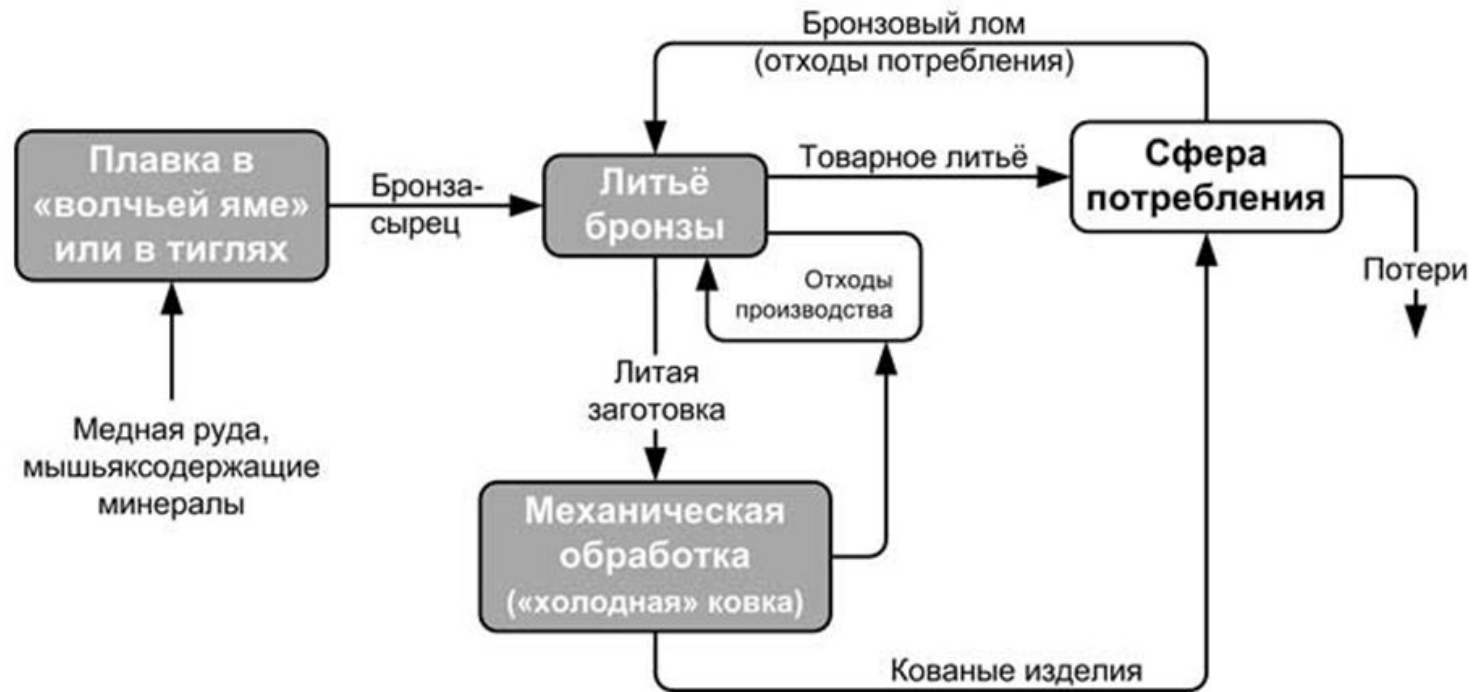 Бронзовый лом
(отходы потребления)
Плавка в
«волчьей яме»
или в тиглях
Бронза-
сырец
Литьё
бронзы
Товарное литьё
Сфера
потребления
Отходы
производства
Потери
Литая
заготовка
Медная руда,
мышьяксодержащие
минералы
Механическая
обработка
(«холодная» ковка)
Кованые изделия